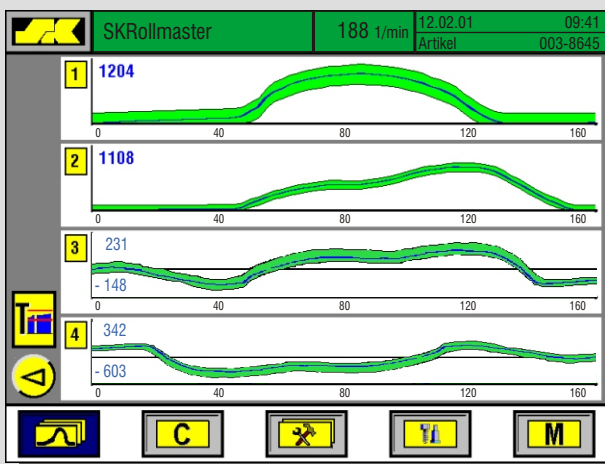 SKRollmaster
188 1/min
12.02.01 09:41
Artikel 003-8645
1 1204
0 40 80 120 160
2 1108
0 40 80 120 160
3 231
- 148
0 40 80 120 160
4 342
- 603
0 40 80 120 160
C
M